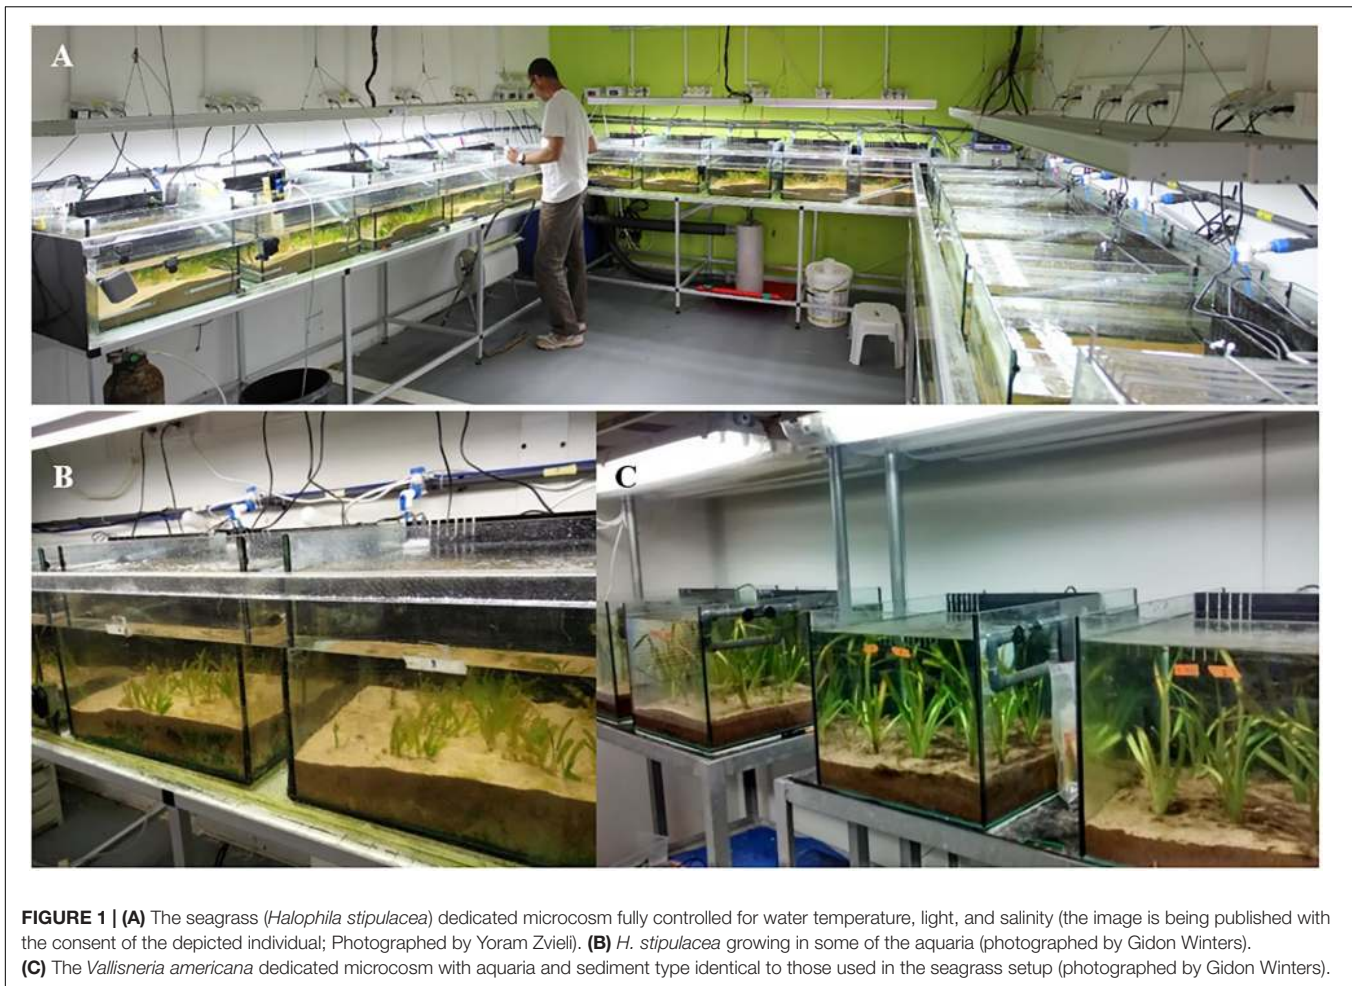 A
B
C
FIGURE 1 | (A) The seagrass (Halophila stipulacea) dedicated microcosm fully controlled for water temperature, light, and salinity (the image is being published with
the consent of the depicted individual; Photographed by Yoram Zvieli). (B) H. stipulacea growing in some of the aquaria (photographed by Gidon Winters).
(C) The Vallisneria americana dedicated microcosm with aquaria and sediment type identical to those used in the seagrass setup (photographed by Gidon Winters).